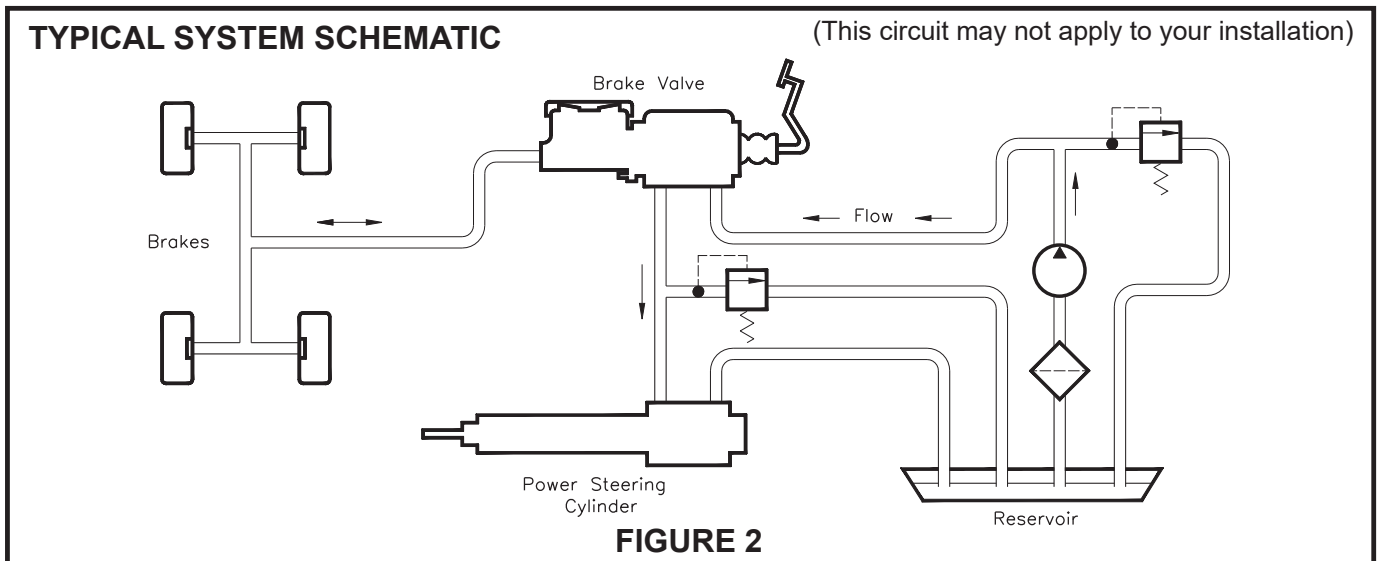 TYPICAL SYSTEM SCHEMATIC
(This circuit may not apply to your installation)
Brake Valve
Flow
Brakes
Power Steering
Cylinder
Reservoir
FIGURE 2